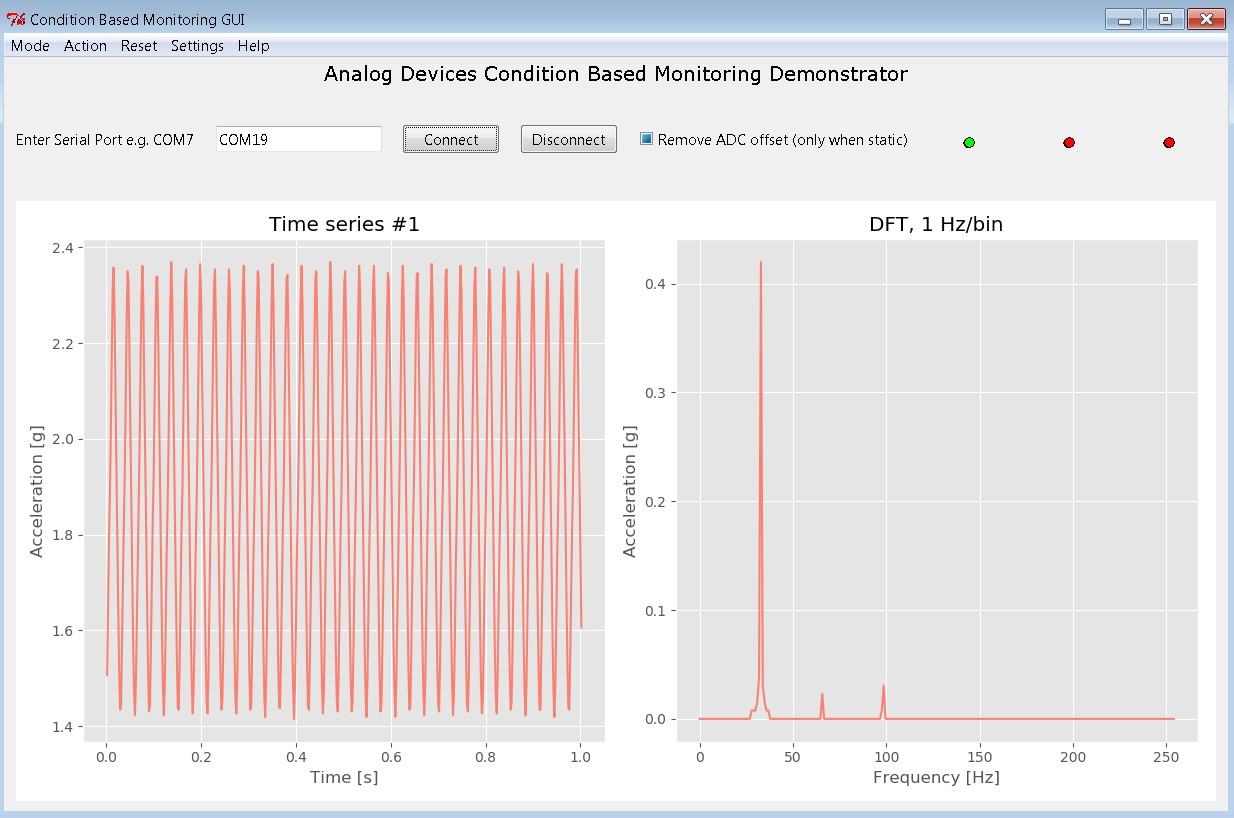 Condition Based Monitoring GUI
Mode Action Reset Settings Help
Analog Devices Condition Based Monitoring Demonstrator
Enter Serial Port e.g. COM7 COM19 Connect Disconnect Remove ADC offset (only when static)
Time series #1
2.4
2.2
2.0
1.8
1.6
1.4
Acceleration [g]
0.0 0.2 0.4 0.6 0.8 1.0
Time [s]
DFT, 1 Hz/bin
0.4
0.3
0.2
0.1
0.0
Acceleration [g]
0 50 100 150 200 250
Frequency [Hz]